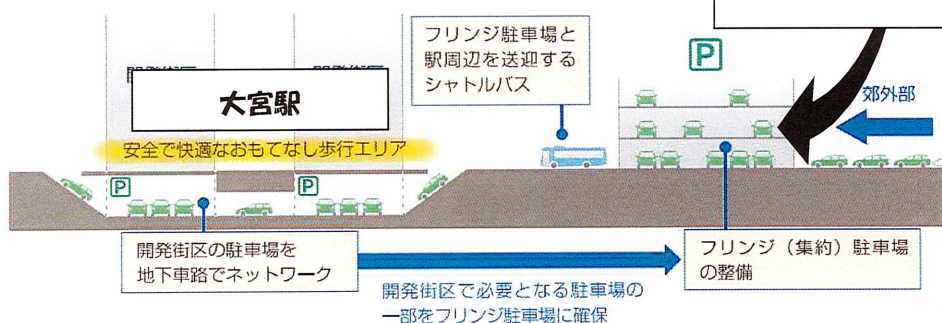 フリンジ駐車場と
駅周辺を送迎する
シャトルバス
P
郊外部
大宮駅
安全で快適なおもてなし歩行エリア
P
P
開発街区の駐車場を
地下車路でネットワーク
フリンジ（集約）駐車場
の整備
開発街区で必要となる駐車場の
一部をフリンジ駐車場に確保